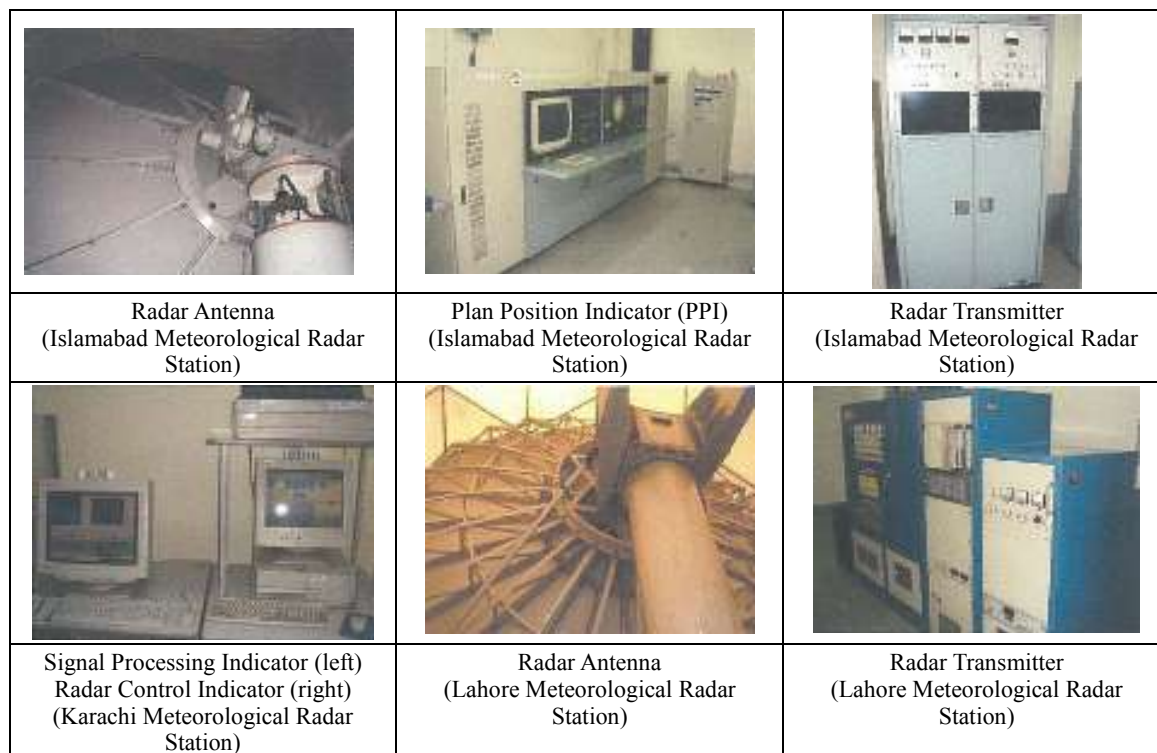 Radar Antenna
(Islamabad Meteorological Radar
Station)
Plan Position Indicator (PPI)
(Islamabad Meteorological Radar
Station)
Radar Transmitter
(Islamabad Meteorological Radar
Station)
Signal Processing Indicator (left)
Radar Control Indicator (right)
(Karachi Meteorological Radar
Station)
Radar Antenna
(Lahore Meteorological Radar
Station)
Radar Transmitter
(Lahore Meteorological Radar
Station)